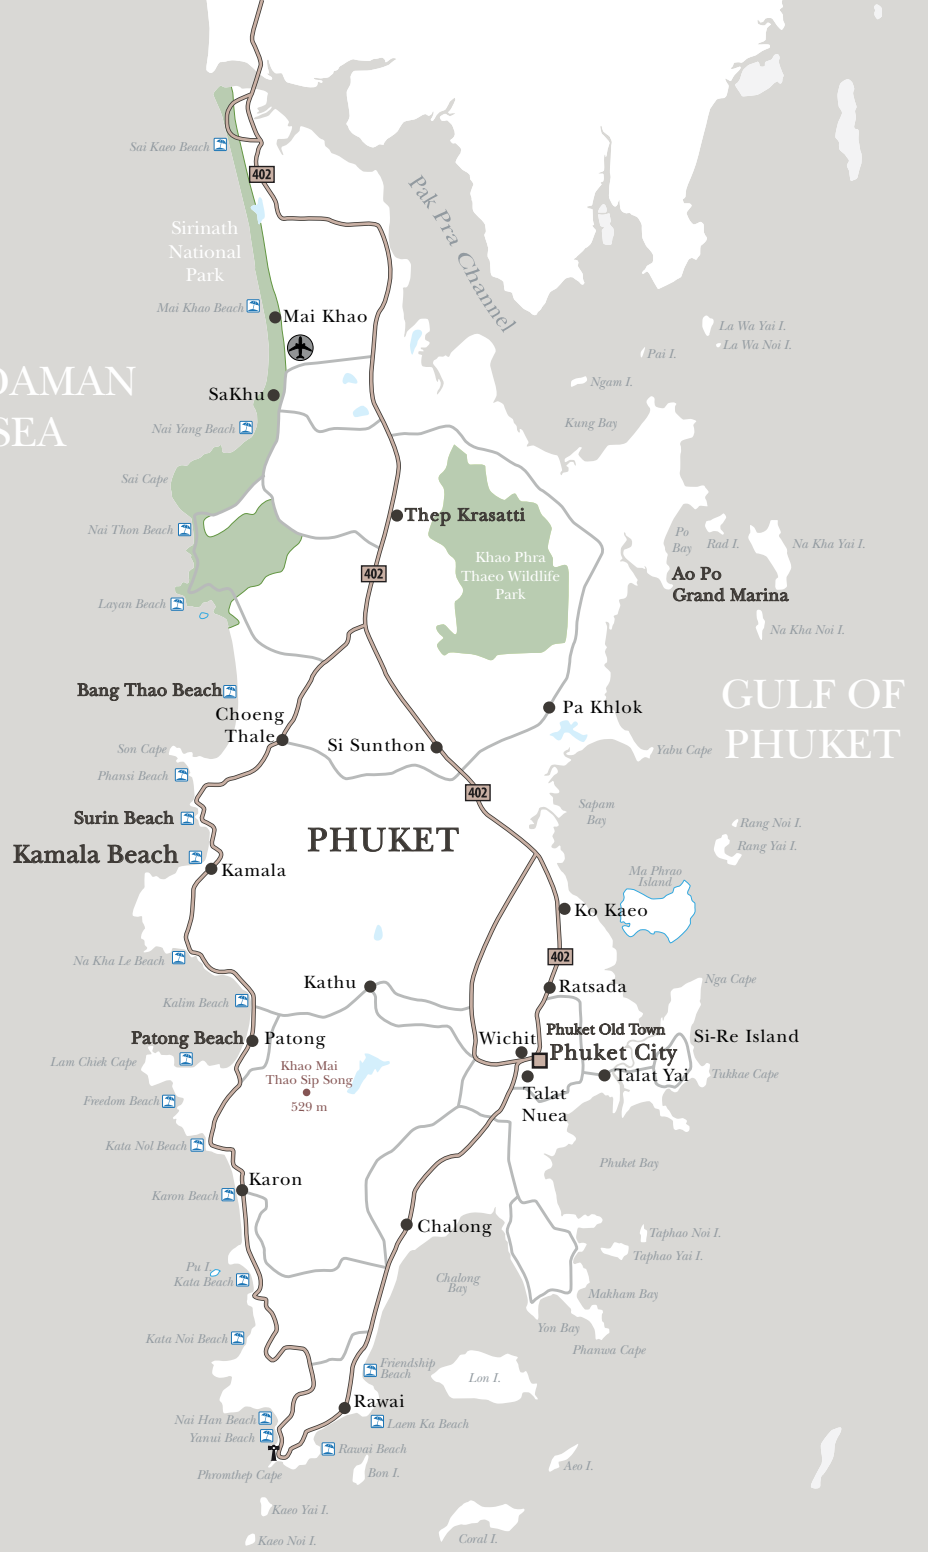 Sai Kaeo Beach
402
Pak Pra Channel
Sirinath
National
Park
Mai Khao Beach
Mai Khao
La Wa Yai I.
La Wa Noi I.
Pai I.
DAMAN
SEA
Ngam I.
SaKhu
Nai Yang Beach
Kung Bay
Sai Cape
Thep Krasatti
Nai Thon Beach
Po
Bay
Rad I.
Na Kha Yai I.
Khao Phra
Thaeo Wildlife
Park
402
Ao Po
Grand Marina
Layan Beach
Na Kha Noi I.
Bang Thao Beach
GULF OF
PHUKET
Choeng
Thale
Pa Khlok
Si Sunthon
Son Cape
Yabu Cape
Phansi Beach
402
Sapam
Bay
Surin Beach
Rang Noi I.
Rang Yai I.
PHUKET
Kamala Beach
Kamala
Ma Phrao
Island
Ko Kaeo
402
Na Kha Le Beach
Kathu
Ratsada
Nga Cape
Kalim Beach
Phuket Old Town
Patong Beach
Patong
Wichit
Phuket City
Si-Re Island
Lam Chiek Cape
Khao Mai
Thao Sip Song
529 m
Talat Yai
Tukkae Cape
Talat
Nuea
Freedom Beach
Kata Nol Beach
Phuket Bay
Karon
Karon Beach
Chalong
Taphao Noi I.
Taphao Yai I.
Pu I.
Kata Beach
Chalong
Bay
Makham Bay
Kata Noi Beach
Yon Bay
Phanwa Cape
Friendship
Beach
Lon I.
Rawai
Nai Han Beach
Laem Ka Beach
Yanui Beach
Rawai Beach
Phromthep Cape
Bon I.
Aeo I.
Kaeo Yai I.
Kaeo Noi I.
Coral I.